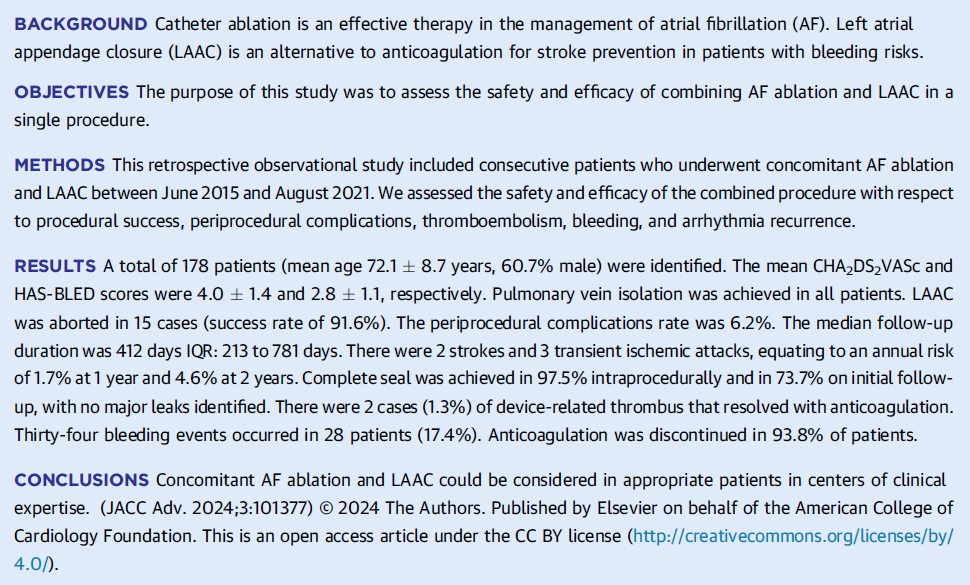 BACKGROUND Catheter ablation is an effective therapy in the management of atrial fibrillation (AF). Left atrial
appendage closure (LAAC) is an alternative to anticoagulation for stroke prevention in patients with bleeding risks.
OBJECTIVES The purpose of this study was to assess the safety and efficacy of combining AF ablation and LAAC in a
single procedure.
METHODS This retrospective observational study included consecutive patients who underwent concomitant AF ablation
and LAAC between June 2015 and August 2021. We assessed the safety and efficacy of the combined procedure with respect
to procedural success, periprocedural complications, thromboembolism, bleeding, and arrhythmia recurrence.
RESULTS A total of 178 patients (mean age 72.1 ± 8.7 years, 60.7% male) were identified. The mean CHA₂DS₂VASc and
HAS-BLED scores were 4.0 ± 1.4 and 2.8 ± 1.1, respectively. Pulmonary vein isolation was achieved in all patients. LAAC
was aborted in 15 cases (success rate of 91.6%). The periprocedural complications rate was 6.2%. The median follow-up
duration was 412 days IQR: 213 to 781 days. There were 2 strokes and 3 transient ischemic attacks, equating to an annual risk
of 1.7% at 1 year and 4.6% at 2 years. Complete seal was achieved in 97.5% intraprocedurally and in 73.7% on initial follow-
up, with no major leaks identified. There were 2 cases (1.3%) of device-related thrombus that resolved with anticoagulation.
Thirty-four bleeding events occurred in 28 patients (17.4%). Anticoagulation was discontinued in 93.8% of patients.
CONCLUSIONS Concomitant AF ablation and LAAC could be considered in appropriate patients in centers of clinical
expertise. (JACC Adv. 2024;3:101377) © 2024 The Authors. Published by Elsevier on behalf of the American College of
Cardiology Foundation. This is an open access article under the CC BY license (http://creativecommons.org/licenses/by/
4.0/).